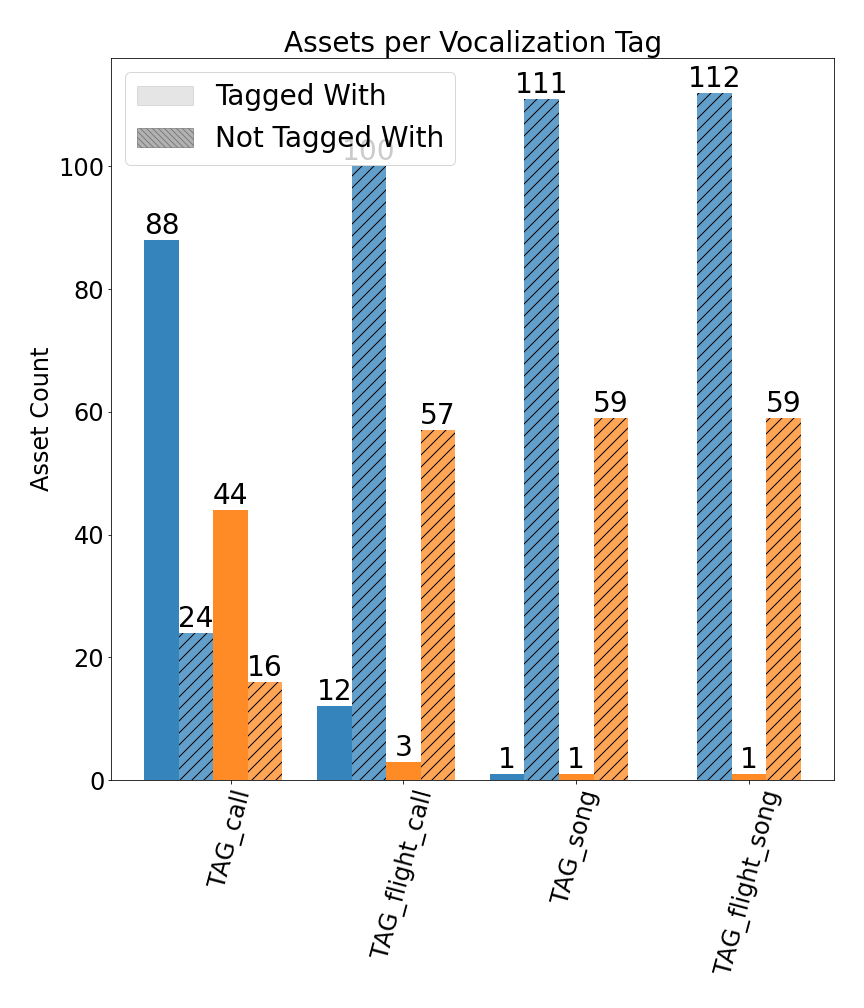 Assets per Vocalization Tag
Tagged With
Not Tagged With
Asset Count
100
80
60
40
20
0
88
24
44
16
12
100
3
57
1
111
1
59
112
1
59
TAG_call
TAG_flight_call
TAG_song
TAG_flight_song